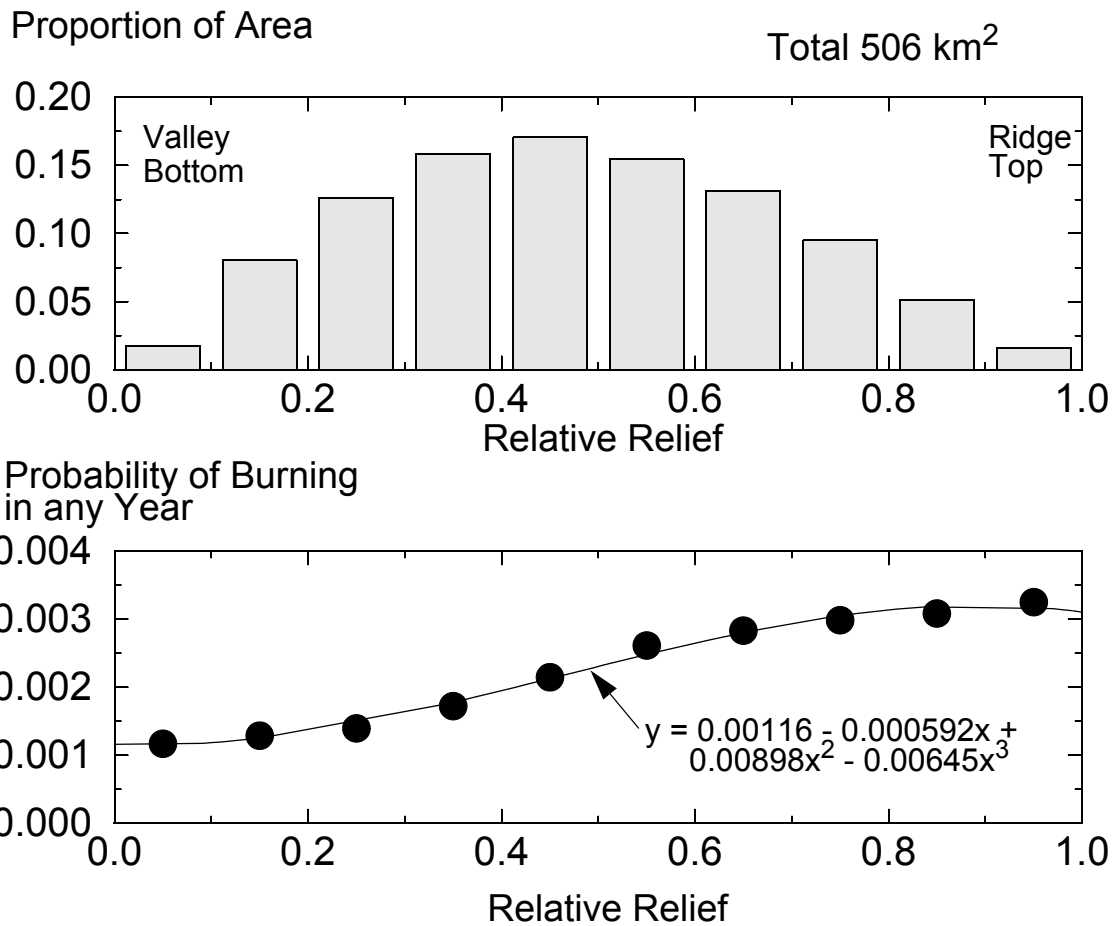 Proportion of Area
Total 506 km²
0.20
0.15
0.10
0.05
0.00
Valley
Bottom
Ridge
Top
0.0 0.2 0.4 0.6 0.8 1.0
Relative Relief
Probability of Burning
in any Year
0.004
0.003
0.002
0.001
0.000
y = 0.00116 - 0.000592x +
0.00898x² - 0.00645x³
0.0 0.2 0.4 0.6 0.8 1.0
Relative Relief